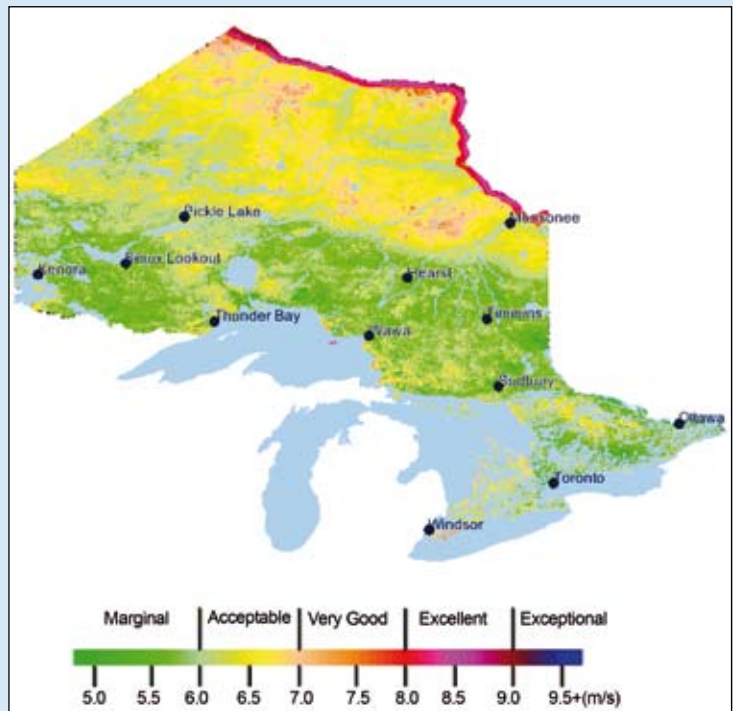 Pickle Lake
Moosonee
Sioux Lookout
Kenora
Hearst
Thunder Bay
Timmins
Wawa
Sudbury
Ottawa
Toronto
Windsor
Marginal Acceptable Very Good Excellent Exceptional
5.0 5.5 6.0 6.5 7.0 7.5 8.0 8.5 9.0 9.5+(m/s)